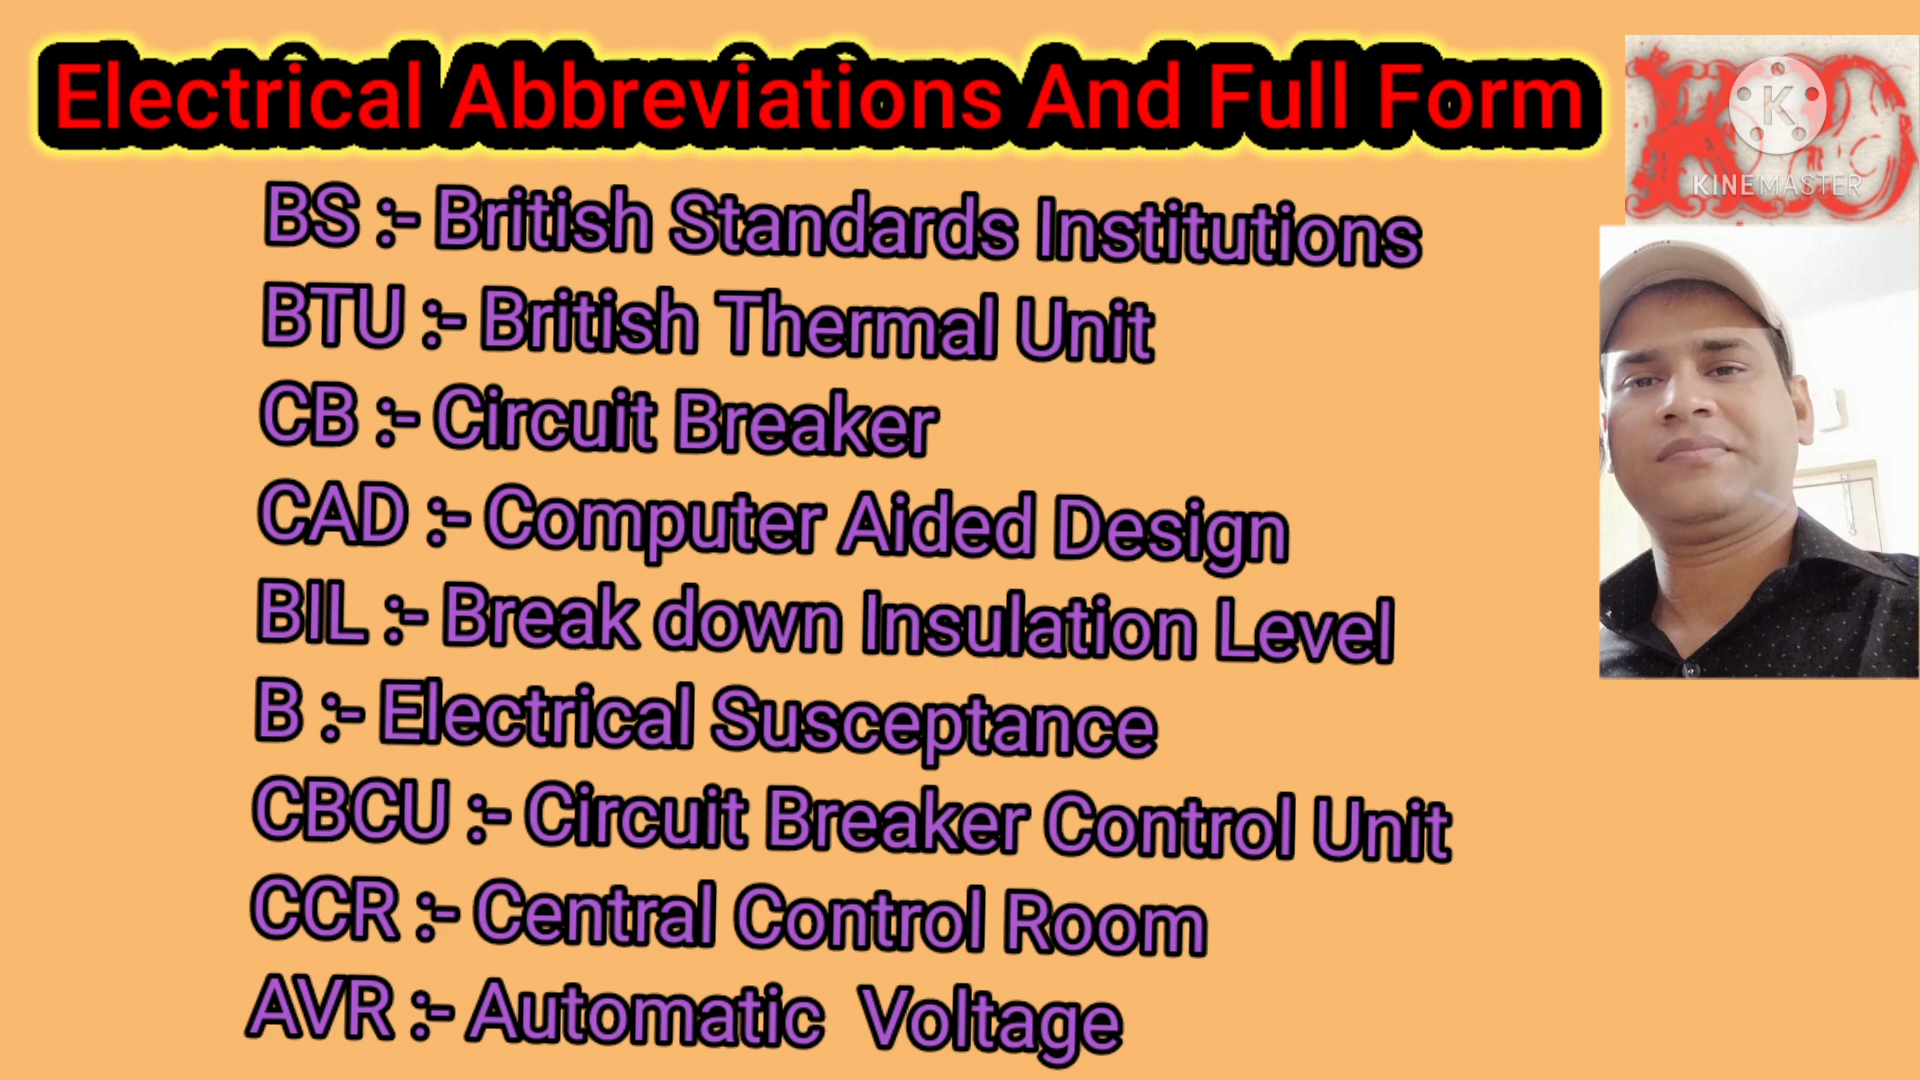 Electrical Abbreviations And Full Form
KINEMASTER
BS :- British Standards Institutions
BTU :- British Thermal Unit
CB :- Circuit Breaker
CAD :- Computer Aided Design
BIL :- Break down Insulation Level
B :- Electrical Susceptance
CBCU :- Circuit Breaker Control Unit
CCR :- Central Control Room
AVR :- Automatic Voltage